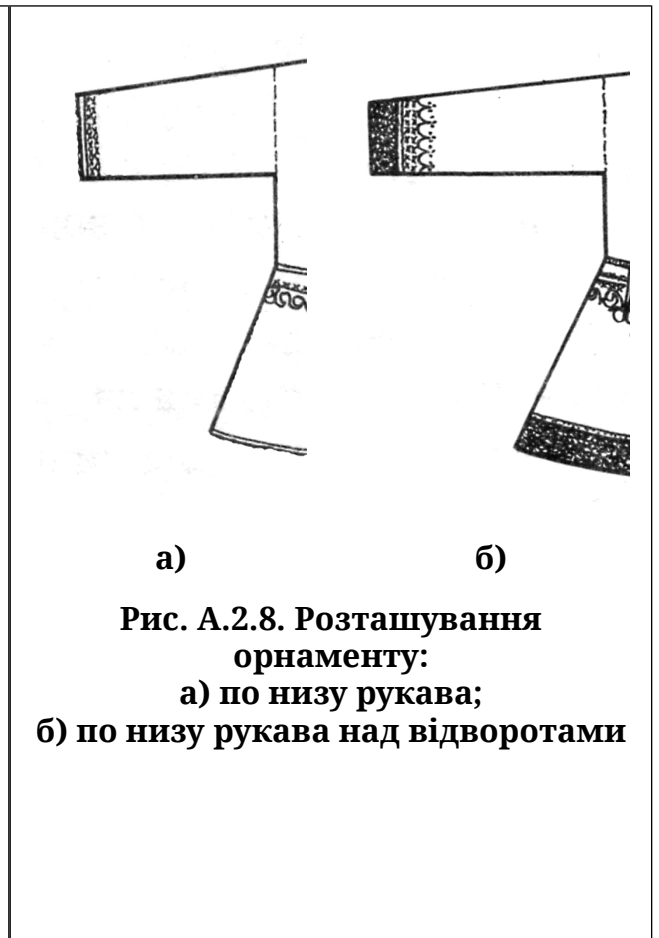 а) б)
Рис. А.2.8. Розташування
орнаменту:
а) по низу рукава;
б) по низу рукава над відворотами